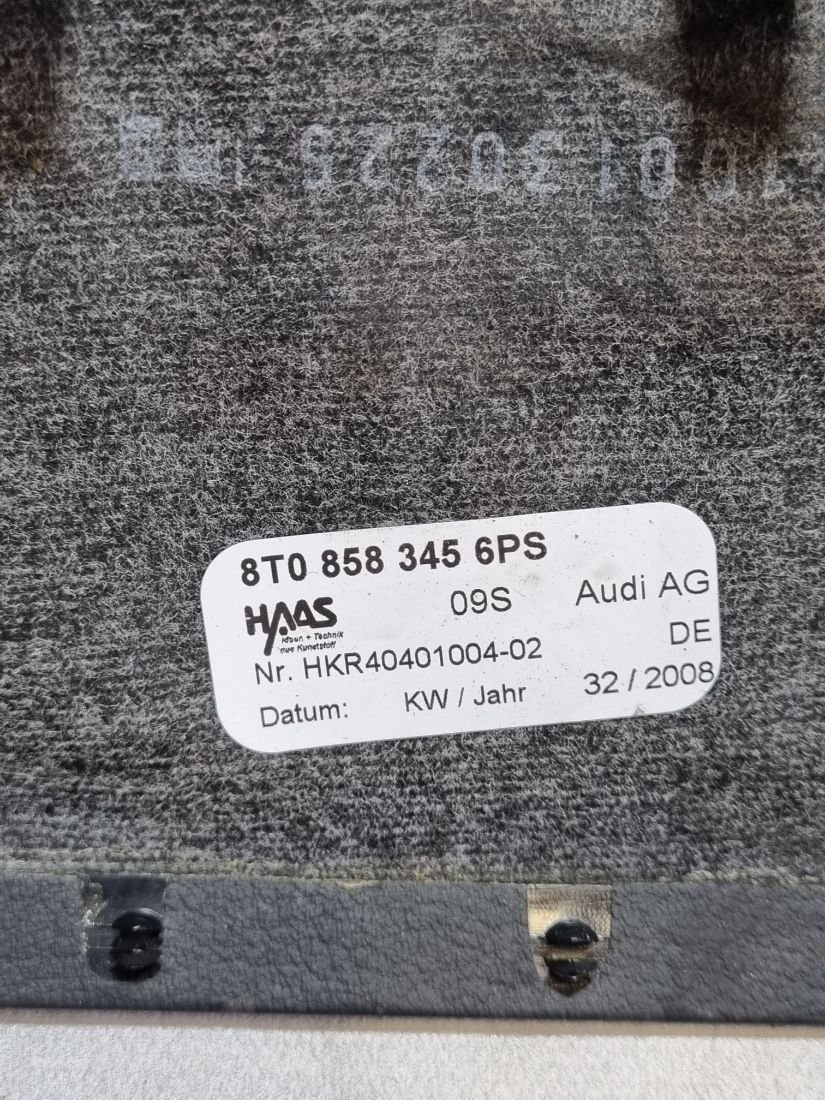 8T0 858 345 6PS
HAAS 09S Audi AG
Nr. HKR40401004-02 DE
Datum: KW / Jahr 32 / 2008